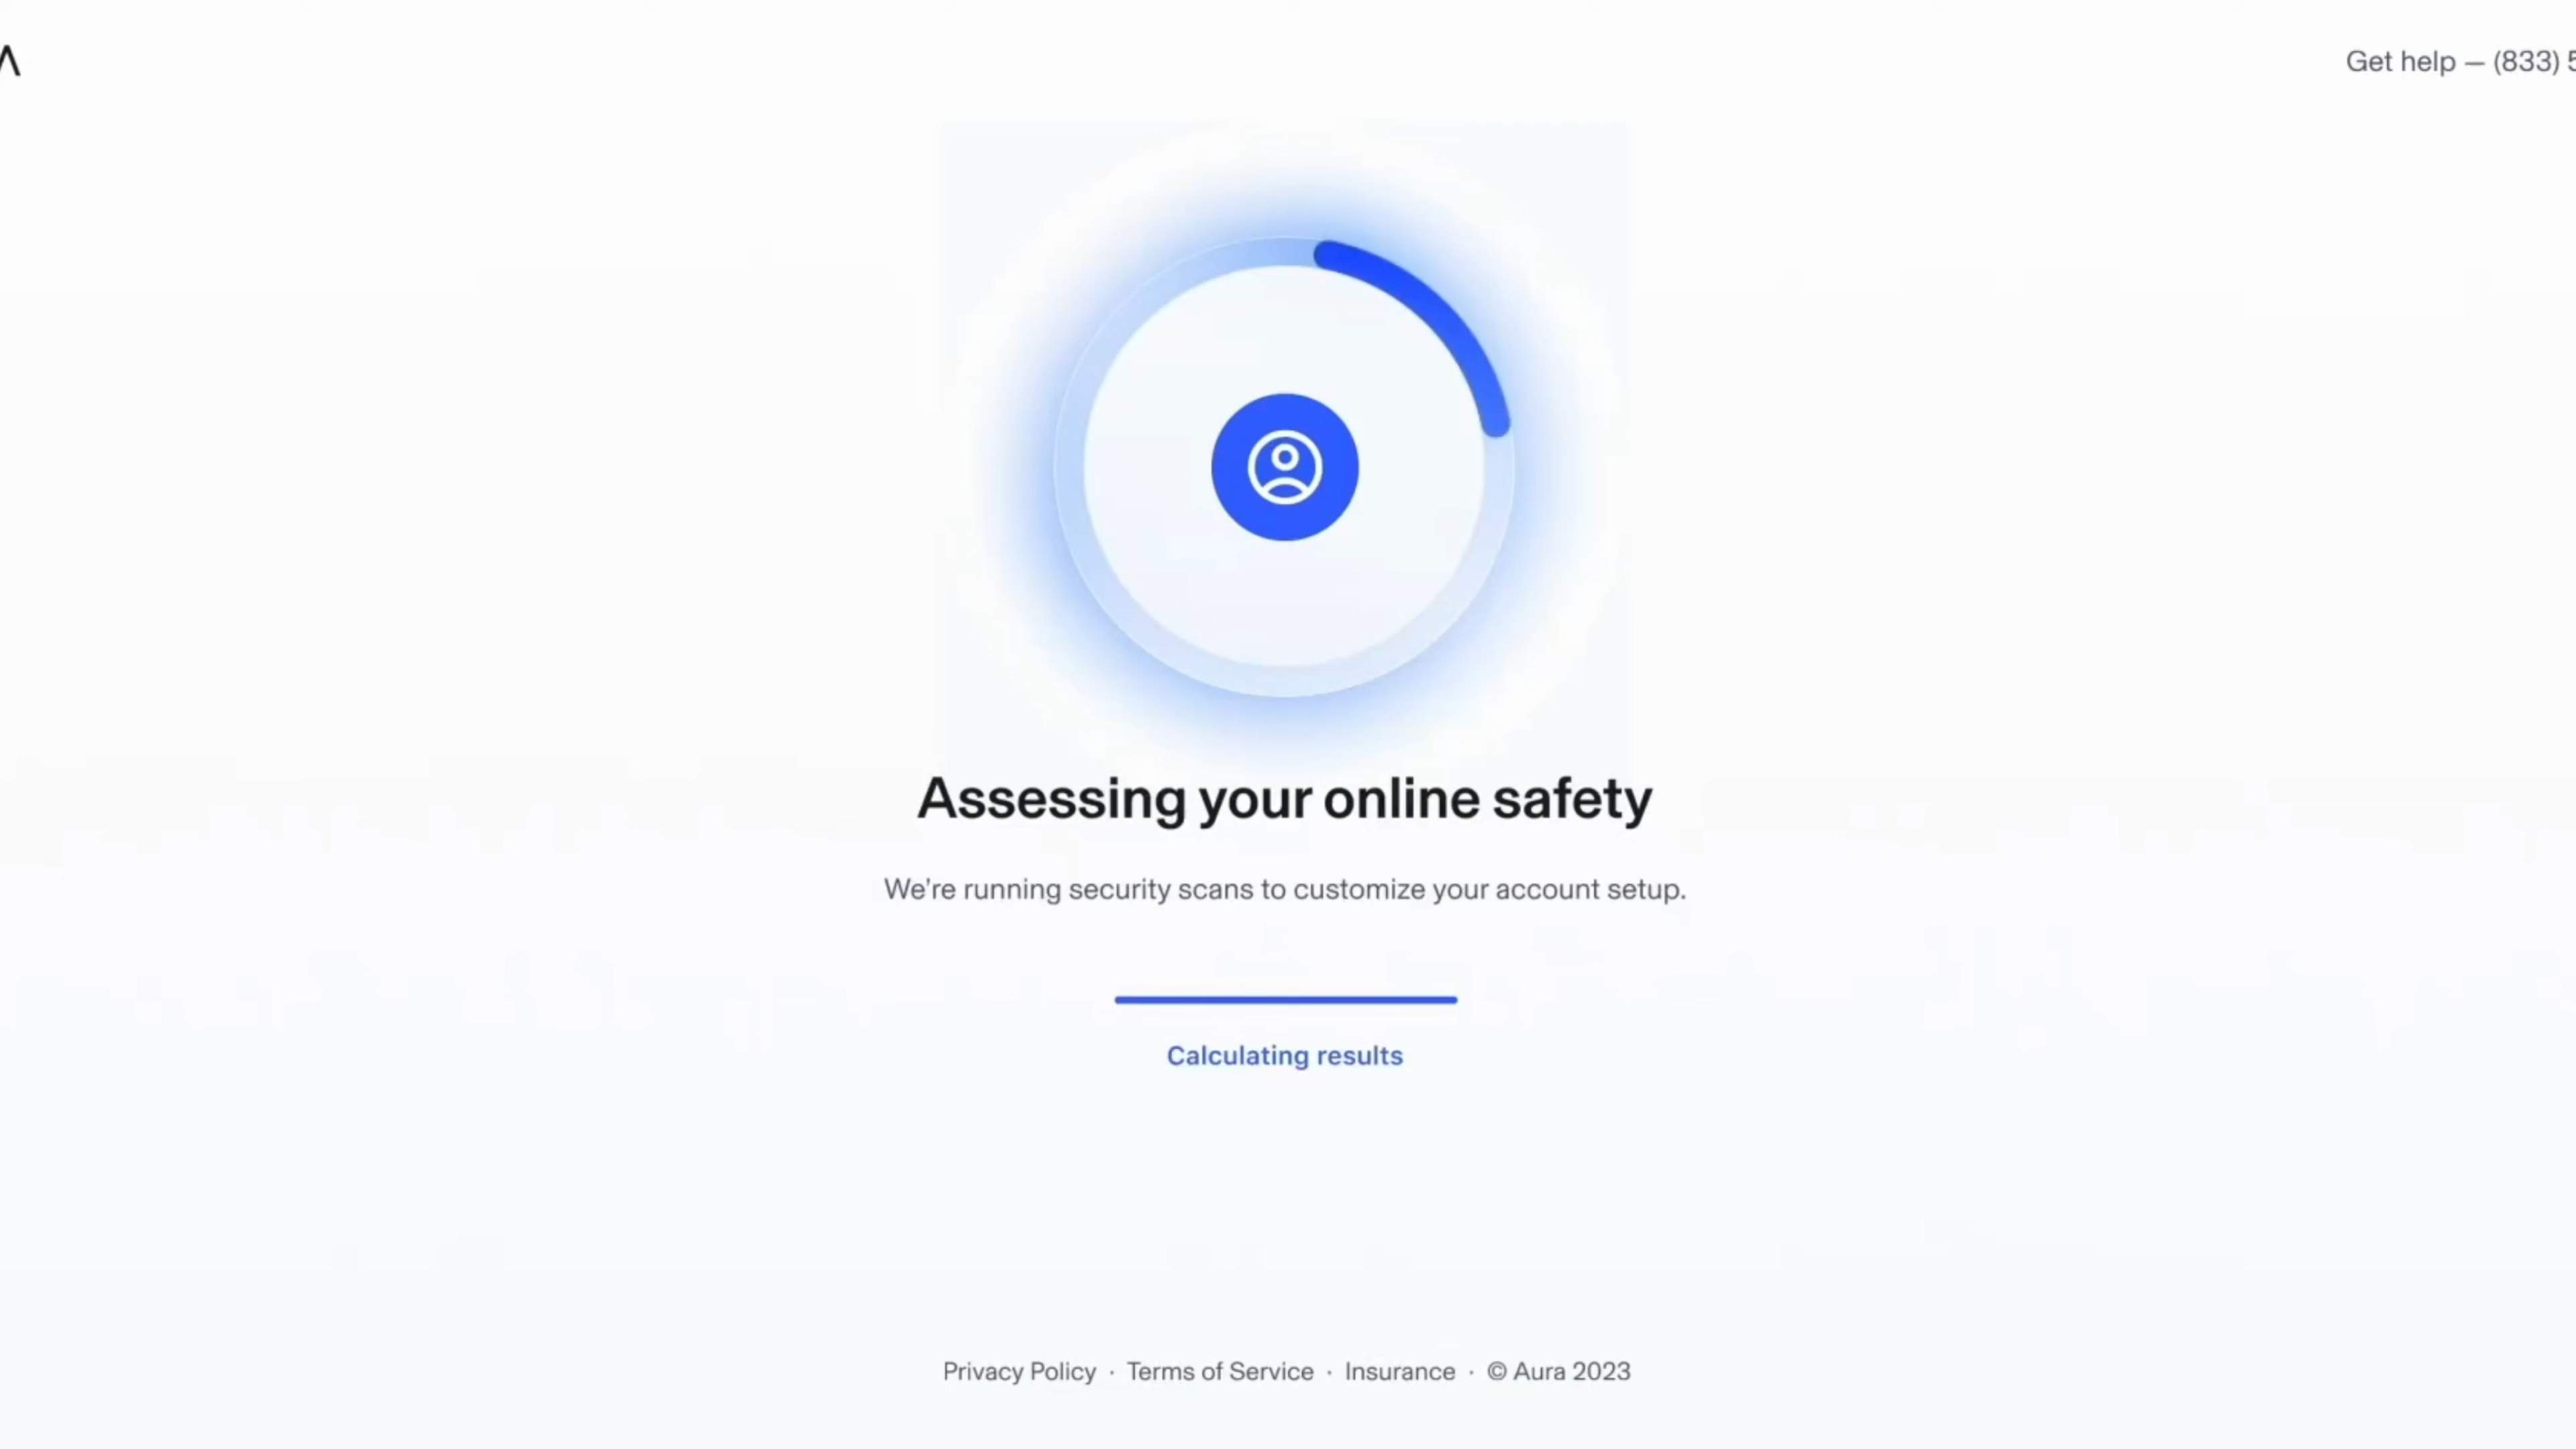 Get help — (833)
Assessing your online safety
We're running security scans to customize your account setup.
Calculating results
Privacy Policy · Terms of Service · Insurance · © Aura 2023